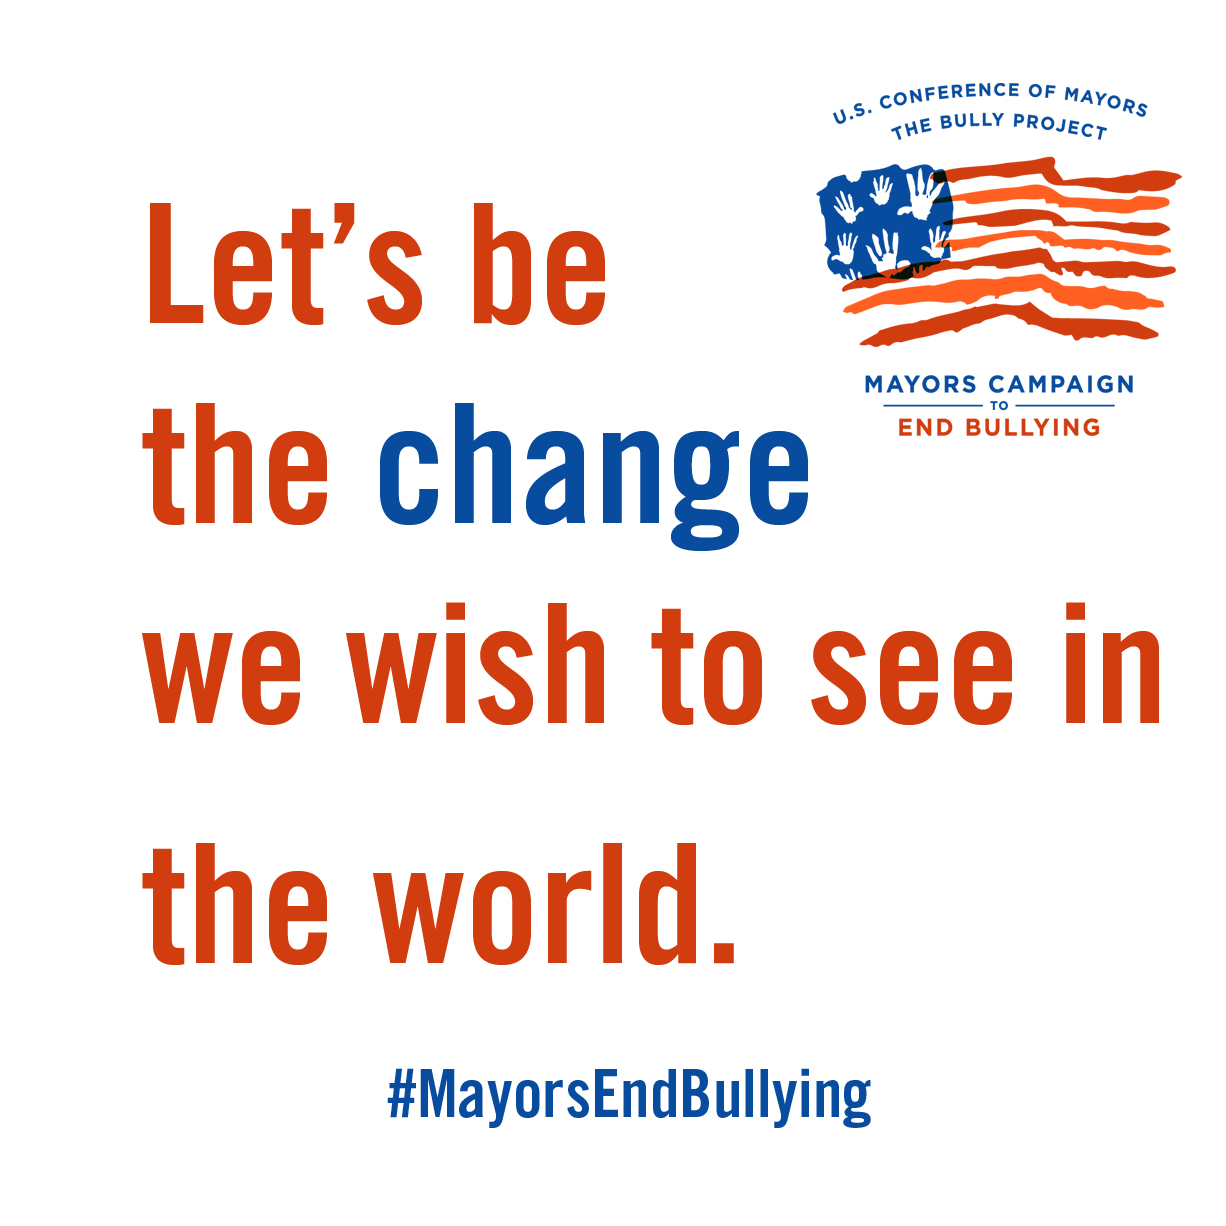 U.S. CONFERENCE OF MAYORS
THE BULLY PROJECT
MAYORS CAMPAIGN
TO
END BULLYING
Let’s be
the change
we wish to see in
the world.
#MayorsEndBullying